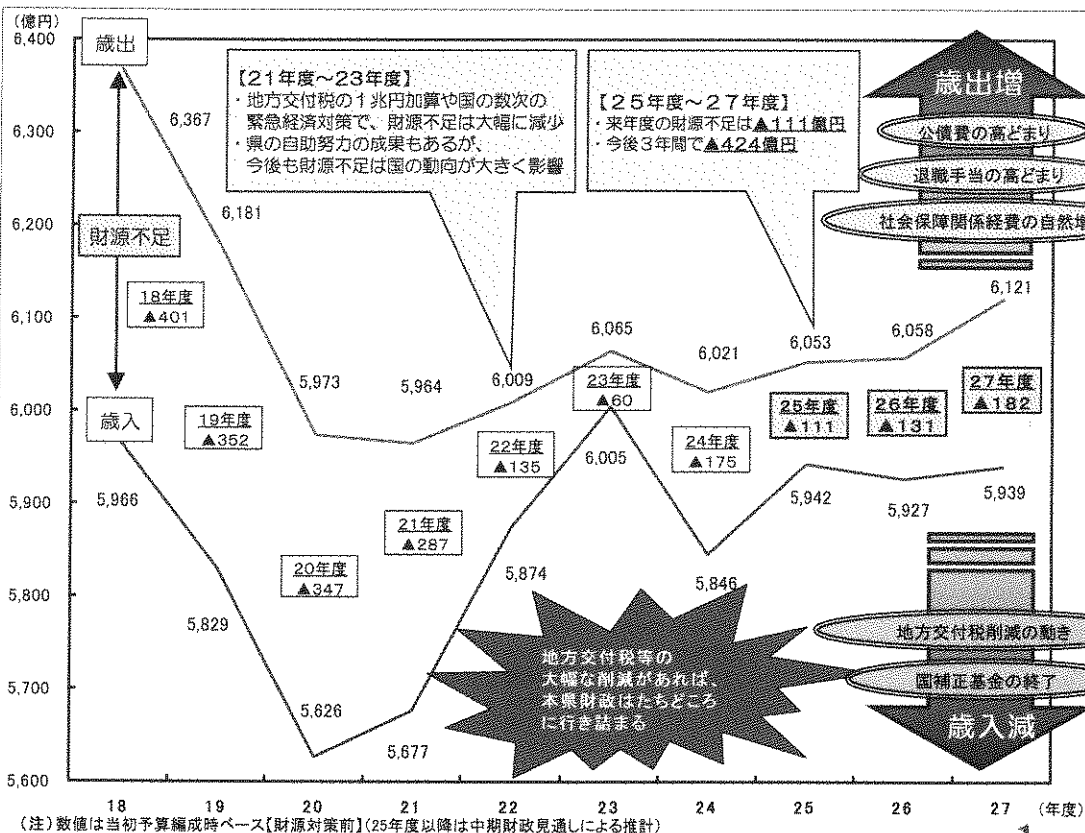 (億円)
6,400
6,300
6,200
6,100
6,000
5,900
5,800
5,700
5,600
歳出
財源不足
歳入
【21年度～23年度】
・地方交付税の1兆円加算や国の数次の
緊急経済対策で、財源不足は大幅に減少
・県の自助努力の成果もあるが、
今後も財源不足は国の動向が大きく影響
【25年度～27年度】
・来年度の財源不足は▲111億円
・今後3年間で▲424億円
歳出増
公債費の高どまり
退職手当の高どまり
社会保障関係経費の自然増
6,367
6,181
5,973
5,964
6,009
6,065
6,021
6,053
6,058
6,121
18年度
▲401
19年度
▲352
20年度
▲347
21年度
▲287
22年度
▲135
23年度
▲60
24年度
▲175
25年度
▲111
26年度
▲131
27年度
▲182
5,966
5,829
5,626
5,677
5,874
6,005
5,846
5,942
5,927
5,939
地方交付税等の
大幅な削減があれば、
本県財政はたちどころ
に行き詰まる
地方交付税削減の動き
国補正基金の終了
歳入減
18 19 20 21 22 23 24 25 26 27 (年度)
(注)数値は当初予算編成時ベース【財源対策前】(25年度以降は中期財政見通しによる推計)